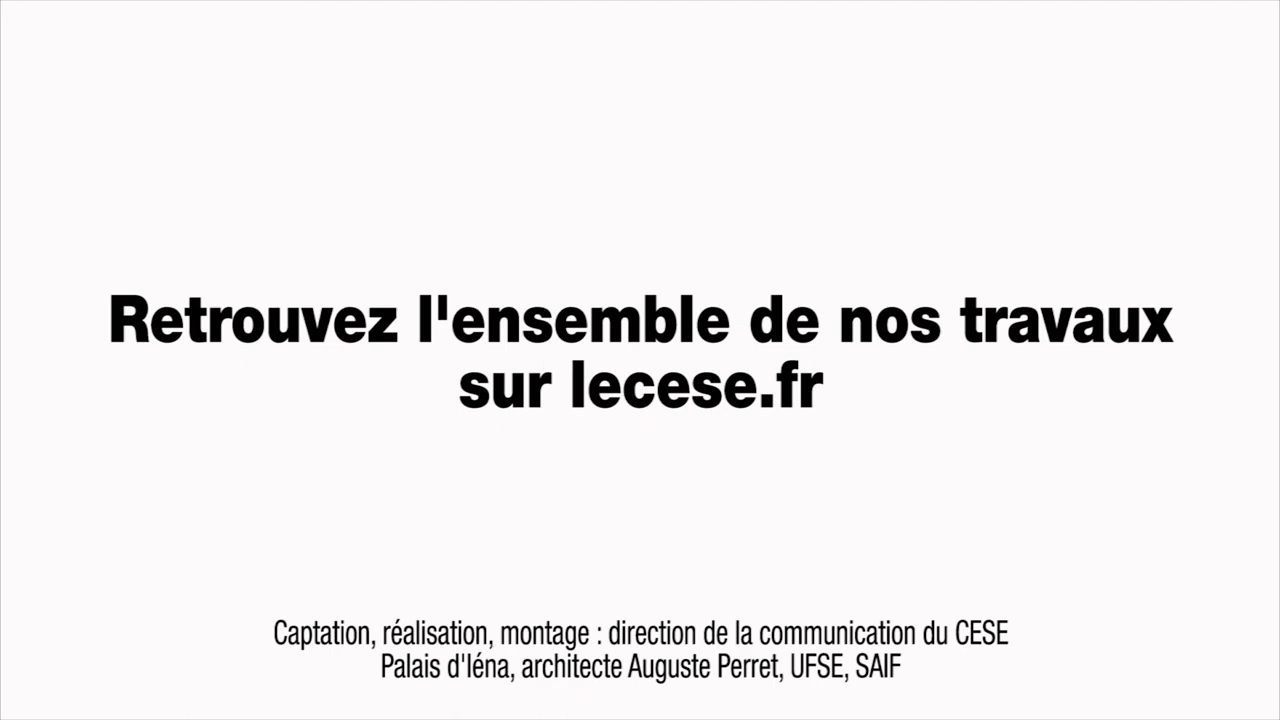 Retrouvez l'ensemble de nos travaux
sur lecese.fr
Captation, réalisation, montage : direction de la communication du CESE
Palais d'Iéna, architecte Auguste Perret, UFSE, SAIF